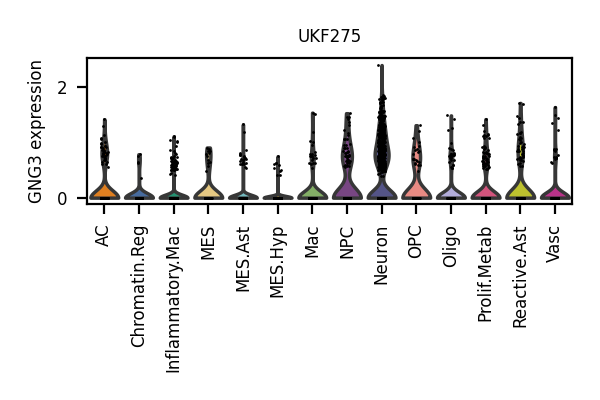 UKF275
GNG3 expression
2
0
AC
Chromatin.Reg
Inflammatory.Mac
MES
MES.Ast
MES.Hyp
Mac
NPC
Neuron
OPC
Oligo
Prolif.Metab
Reactive.Ast
Vasc